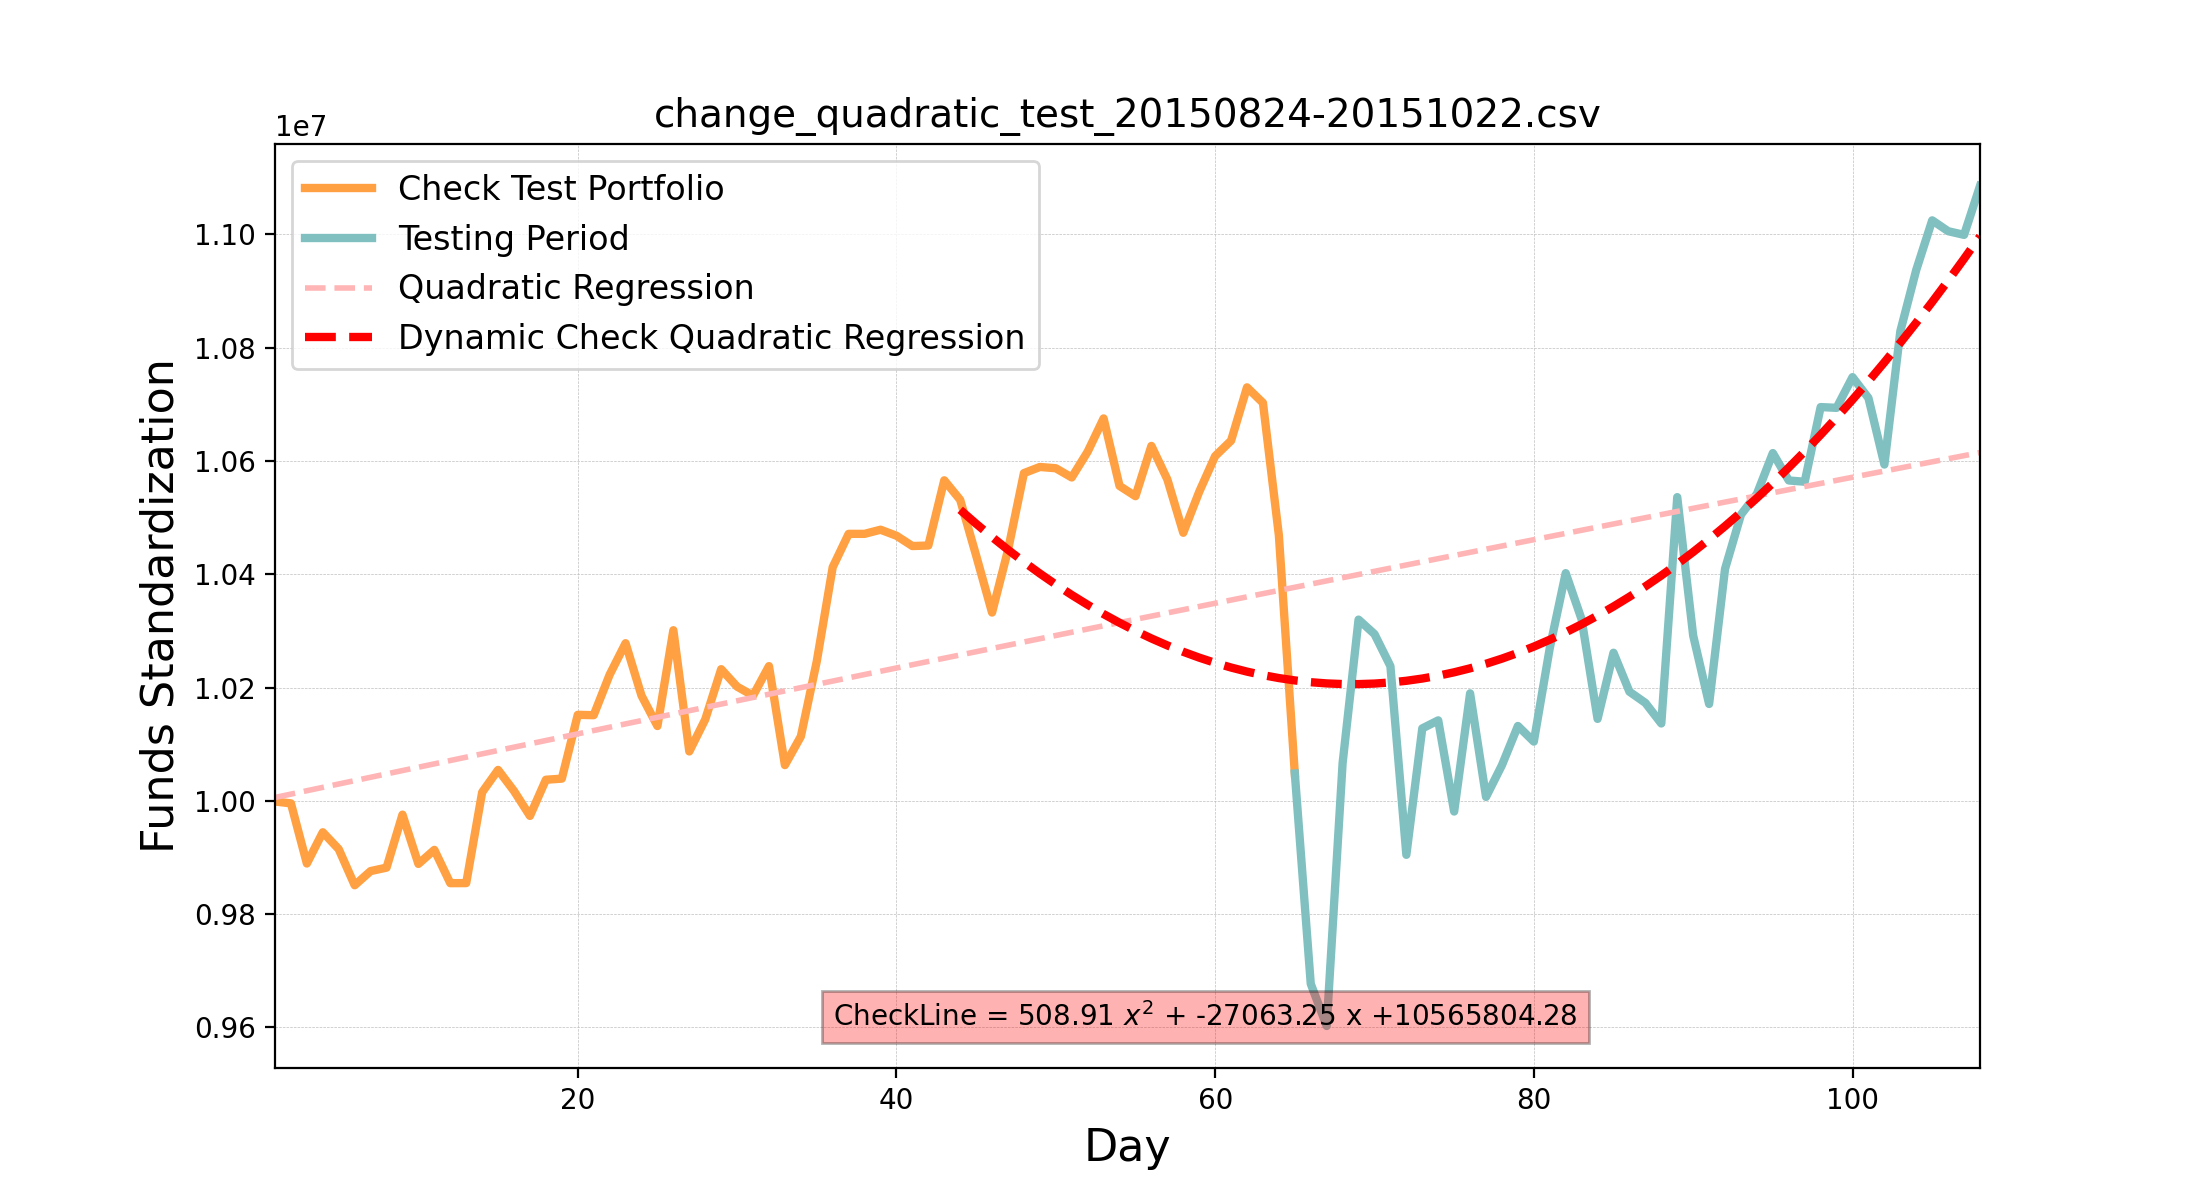 change_quadratic_test_20150824-20151022.csv
1e7
Check Test Portfolio
Testing Period
Quadratic Regression
Dynamic Check Quadratic Regression
1.10
1.08
1.06
1.04
1.02
1.00
0.98
0.96
Funds Standardization
CheckLine = 508.91 x² + -27063.25 x +10565804.28
20 40 60 80 100
Day